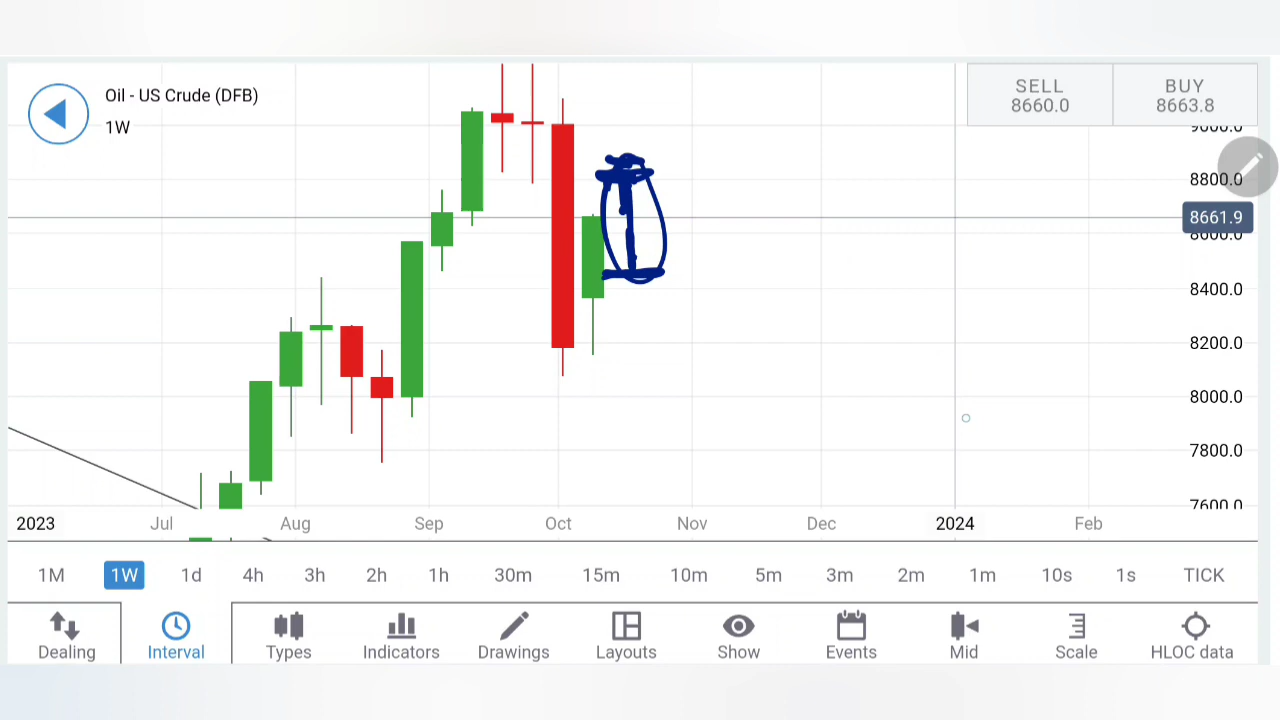 Oil - US Crude (DFB)
1W
SELL
8660.0
BUY
8663.8
9000.0
8800.0
8661.9
8600.0
8400.0
8200.0
8000.0
7800.0
7600.0
2023 Jul Aug Sep Oct Nov Dec 2024 Feb
1M 1W 1d 4h 3h 2h 1h 30m 15m 10m 5m 3m 2m 1m 10s 1s TICK
Dealing Interval Types Indicators Drawings Layouts Show Events Mid Scale HLOC data